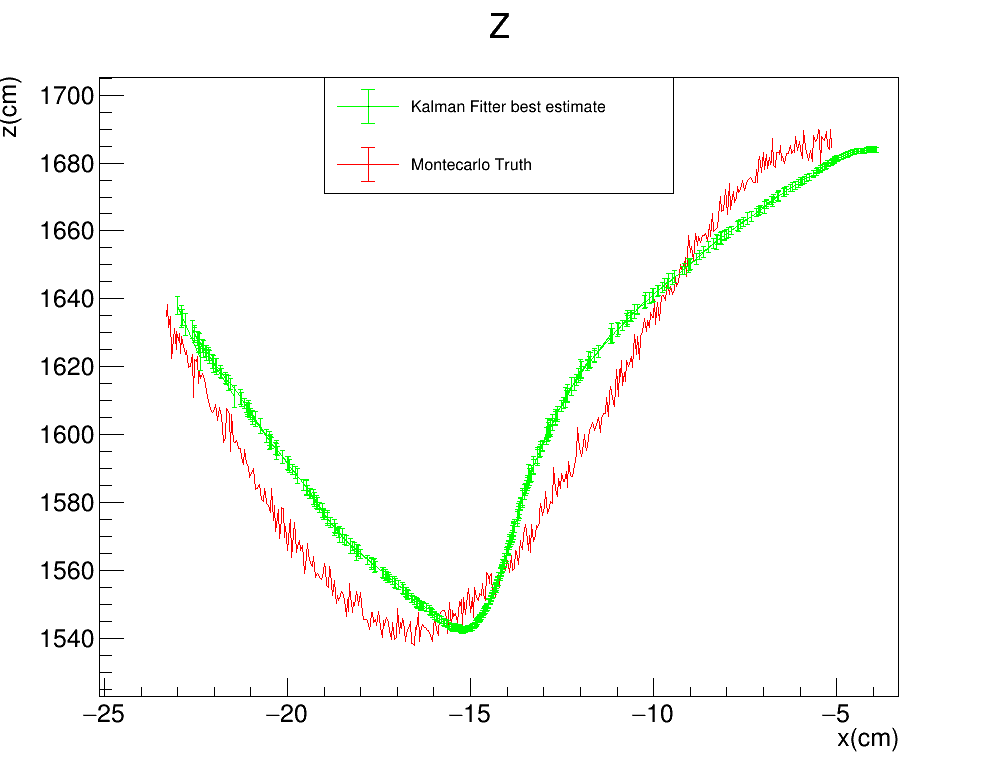 Z
z(cm)
1700
1680
1660
1640
1620
1600
1580
1560
1540
Kalman Fitter best estimate
Montecarlo Truth
−25 −20 −15 −10 −5
x(cm)